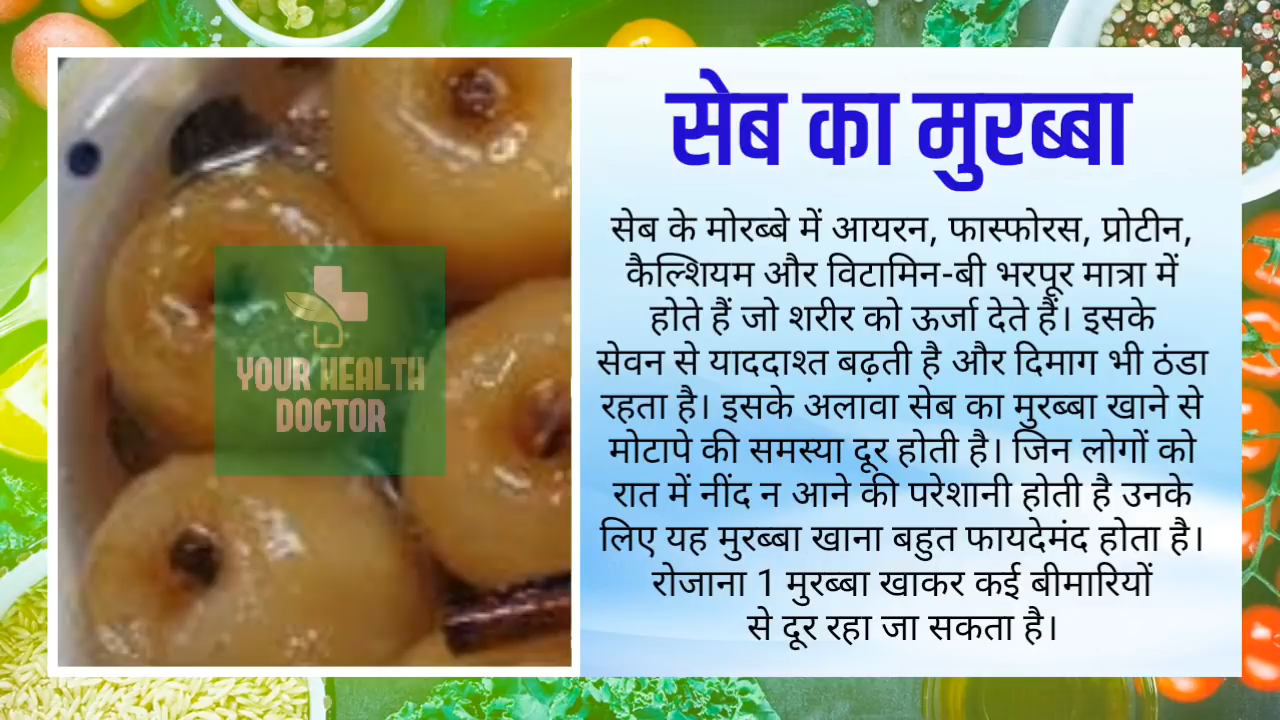 सेब का मुरब्बा
सेब के मोरब्बे में आयरन, फास्फोरस, प्रोटीन,
कैल्शियम और विटामिन-बी भरपूर मात्रा में
होते हैं जो शरीर को ऊर्जा देते हैं। इसके
सेवन से याददाश्त बढ़ती है और दिमाग भी ठंडा
रहता है। इसके अलावा सेब का मुरब्बा खाने से
मोटापे की समस्या दूर होती है। जिन लोगों को
रात में नींद न आने की परेशानी होती है उनके
लिए यह मुरब्बा खाना बहुत फायदेमंद होता है।
रोजाना 1 मुरब्बा खाकर कई बीमारियों
से दूर रहा जा सकता है।
YOUR HEALTH
DOCTOR